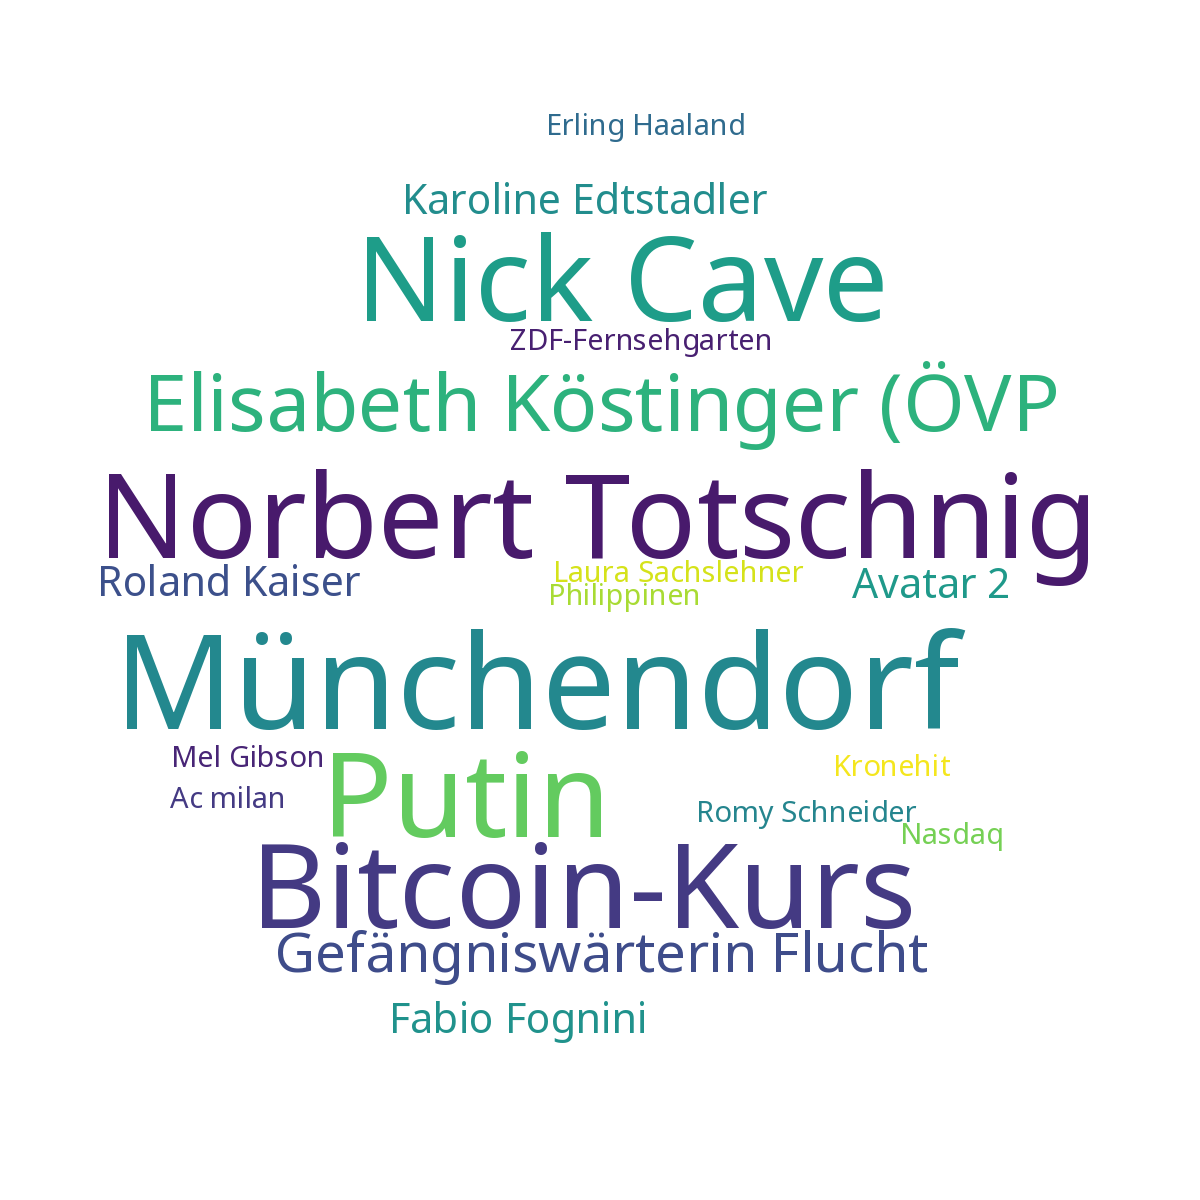 Erling Haaland
Karoline Edtstadler
Nick Cave
ZDF-Fernsehgarten
Elisabeth Köstinger (ÖVP
Norbert Totschnig
Laura Sachslehner
Roland Kaiser
Avatar 2
Philippinen
Münchendorf
Mel Gibson
Putin
Kronehit
Ac milan
Romy Schneider
Nasdaq
Bitcoin-Kurs
Gefängniswärterin Flucht
Fabio Fognini